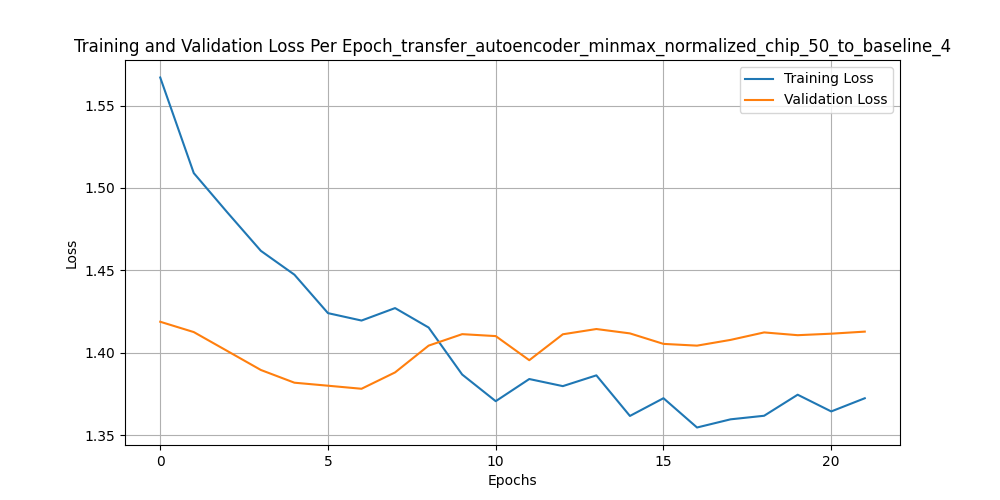 Training and Validation Loss Per Epoch_transfer_autoencoder_minmax_normalized_chip_50_to_baseline_4
Training Loss
Validation Loss
1.55
1.50
1.45
1.40
1.35
Loss
0
5
10
15
20
Epochs